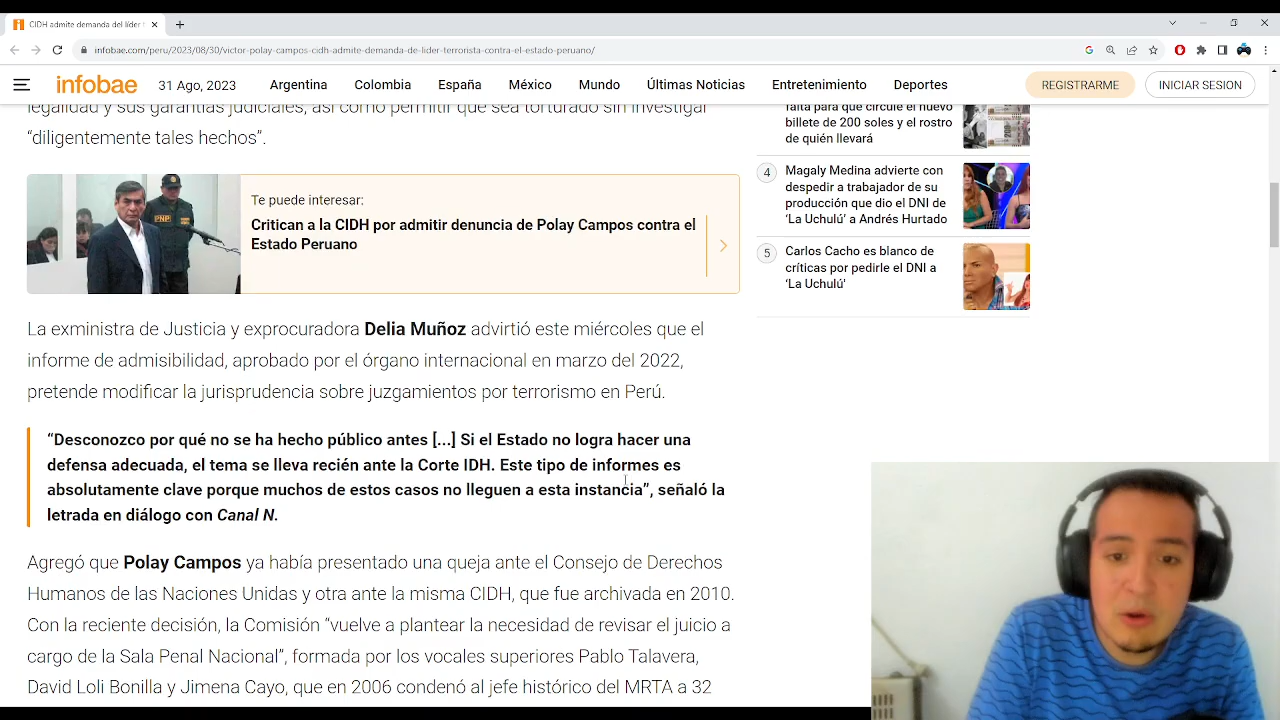 CIDH admite demanda del líder t
infobae.com/peru/2023/08/30/victor-polay-campos-cidh-admite-demanda-de-lider-terrorista-contra-el-estado-peruano/
infobae
31 Ago, 2023
Argentina
Colombia
España
México
Mundo
Últimas Noticias
Entretenimiento
Deportes
REGISTRARME
INICIAR SESION
legalidad y sus garantías judiciales, así como permitir que sea torturado sin investigar
“diligentemente tales hechos”.
Te puede interesar:
Critican a la CIDH por admitir denuncia de Polay Campos contra el
Estado Peruano
PNP
La exministra de Justicia y exprocuradora Delia Muñoz advirtió este miércoles que el
informe de admisibilidad, aprobado por el órgano internacional en marzo del 2022,
pretende modificar la jurisprudencia sobre juzgamientos por terrorismo en Perú.
“Desconozco por qué no se ha hecho público antes [...] Si el Estado no logra hacer una
defensa adecuada, el tema se lleva recién ante la Corte IDH. Este tipo de informes es
absolutamente clave porque muchos de estos casos no lleguen a esta instancia”, señaló la
letrada en diálogo con Canal N.
Agregó que Polay Campos ya había presentado una queja ante el Consejo de Derechos
Humanos de las Naciones Unidas y otra ante la misma CIDH, que fue archivada en 2010.
Con la reciente decisión, la Comisión “vuelve a plantear la necesidad de revisar el juicio a
cargo de la Sala Penal Nacional”, formada por los vocales superiores Pablo Talavera,
David Loli Bonilla y Jimena Cayo, que en 2006 condenó al jefe histórico del MRTA a 32
falta para que circule el nuevo
billete de 200 soles y el rostro
de quién llevará
4
Magaly Medina advierte con
despedir a trabajador de su
producción que dio el DNI de
‘La Uchulú’ a Andrés Hurtado
5
Carlos Cacho es blanco de
críticas por pedirle el DNI a
‘La Uchulú’